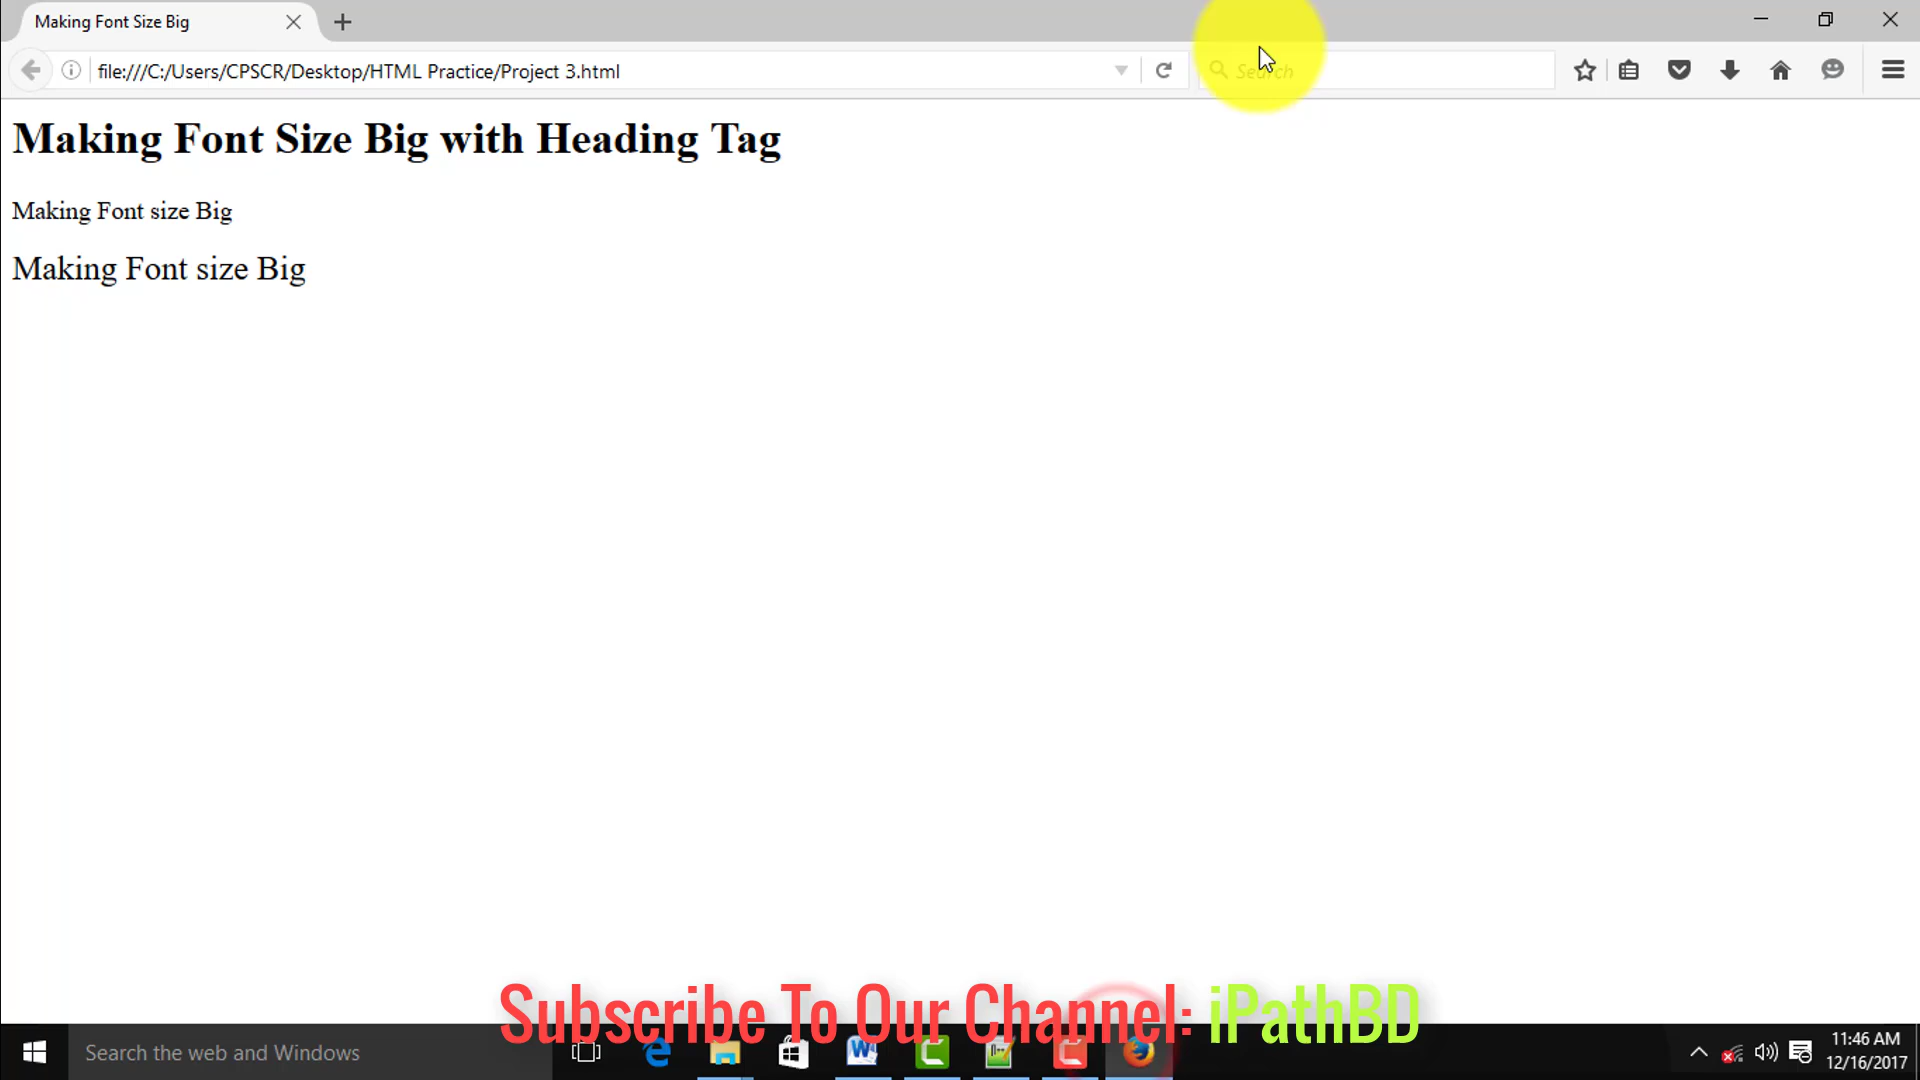 Making Font Size Big
file:///C:/Users/CPSCR/Desktop/HTML Practice/Project 3.html
Search
Making Font Size Big with Heading Tag
Making Font size Big
Making Font size Big
Subscribe To Our Channel: iPathBD
Search the web and Windows
11:46 AM
12/16/2017